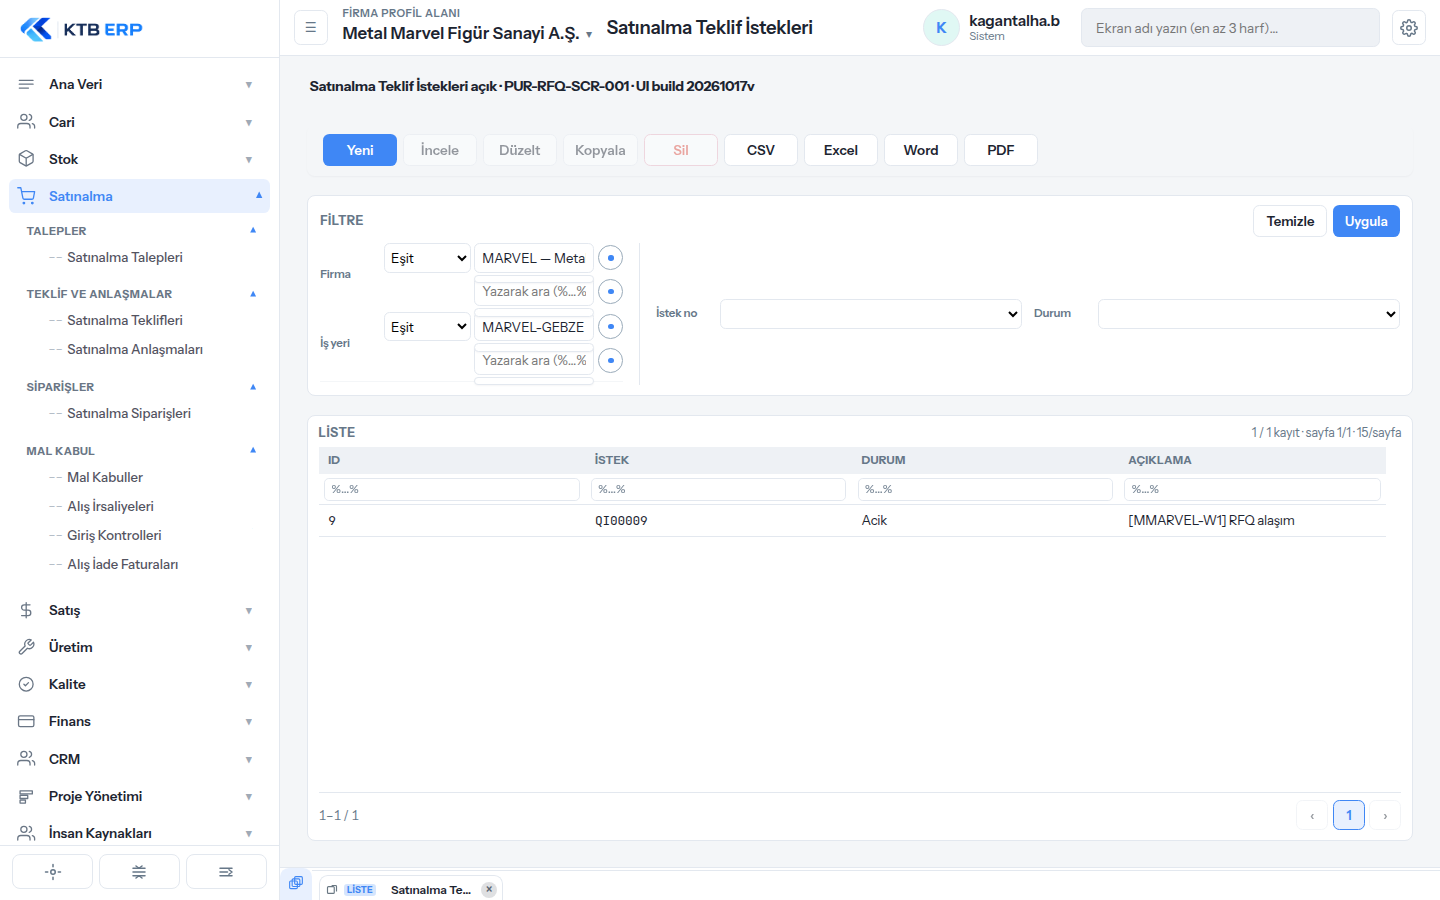 KTB ERP
Ana Veri
Cari
Stok
Satınalma
TALEPLER
Satınalma Talepleri
TEKLİF VE ANLAŞMALAR
Satınalma Teklifleri
Satınalma Anlaşmaları
SİPARİŞLER
Satınalma Siparişleri
MAL KABUL
Mal Kabuller
Alış İrsaliyeleri
Giriş Kontrolleri
Alış İade Faturaları
Satış
Üretim
Kalite
Finans
CRM
Proje Yönetimi
İnsan Kaynakları
FİRMA PROFİL ALANI
Metal Marvel Figür Sanayi A.Ş.
Satınalma Teklif İstekleri
K
kagantalha.b
Sistem
Ekran adı yazın (en az 3 harf)...
Satınalma Teklif İstekleri açık · PUR-RFQ-SCR-001 · UI build 20261017v
Yeni İncele Düzelt Kopyala Sil CSV Excel Word PDF
FİLTRE
Temizle Uygula
Firma Eşit MARVEL — Meta
Yazarak ara (%...%
İş yeri Eşit MARVEL-GEBZE
Yazarak ara (%...%
İstek no
Durum
LİSTE
1 / 1 kayıt · sayfa 1/1 · 15/sayfa
ID İSTEK DURUM AÇIKLAMA
%...% %...% %...% %...%
9 QI00009 Acik [MMARVEL-W1] RFQ alaşım
1–1 / 1
‹ 1 ›
LİSTE Satınalma Te... ×